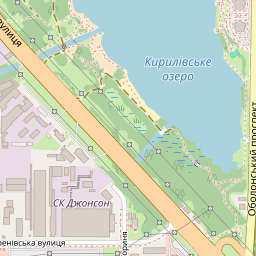 вулиця
Кирилівське
озеро
Оболонський проспект
СК Джонсон
ренівська вулиця